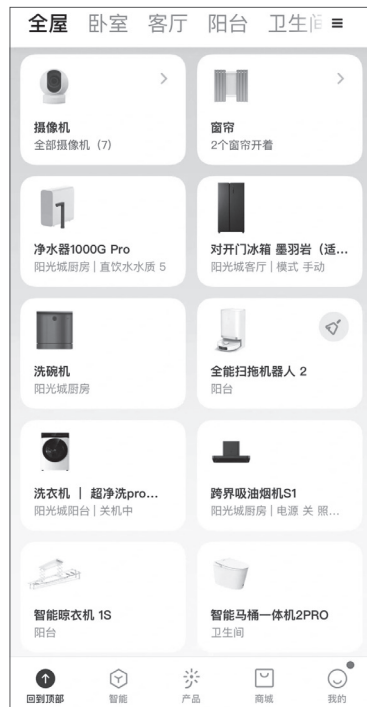 全屋 卧室 客厅 阳台 卫生间
摄像机
全部摄像机（7）
窗帘
2个窗帘开着
净水器1000G Pro
阳光城厨房 | 直饮水水质 5
对开门冰箱 墨羽岩（适...
阳光城客厅 | 模式 手动
洗碗机
阳光城厨房
全能扫拖机器人 2
阳台
洗衣机 | 超净洗pro...
阳光城阳台 | 关机中
跨界吸油烟机S1
阳光城厨房 | 电源 关 照...
智能晾衣机 1S
阳台
智能马桶一体机2PRO
卫生间
回到顶部 智能 产品 商城 我的